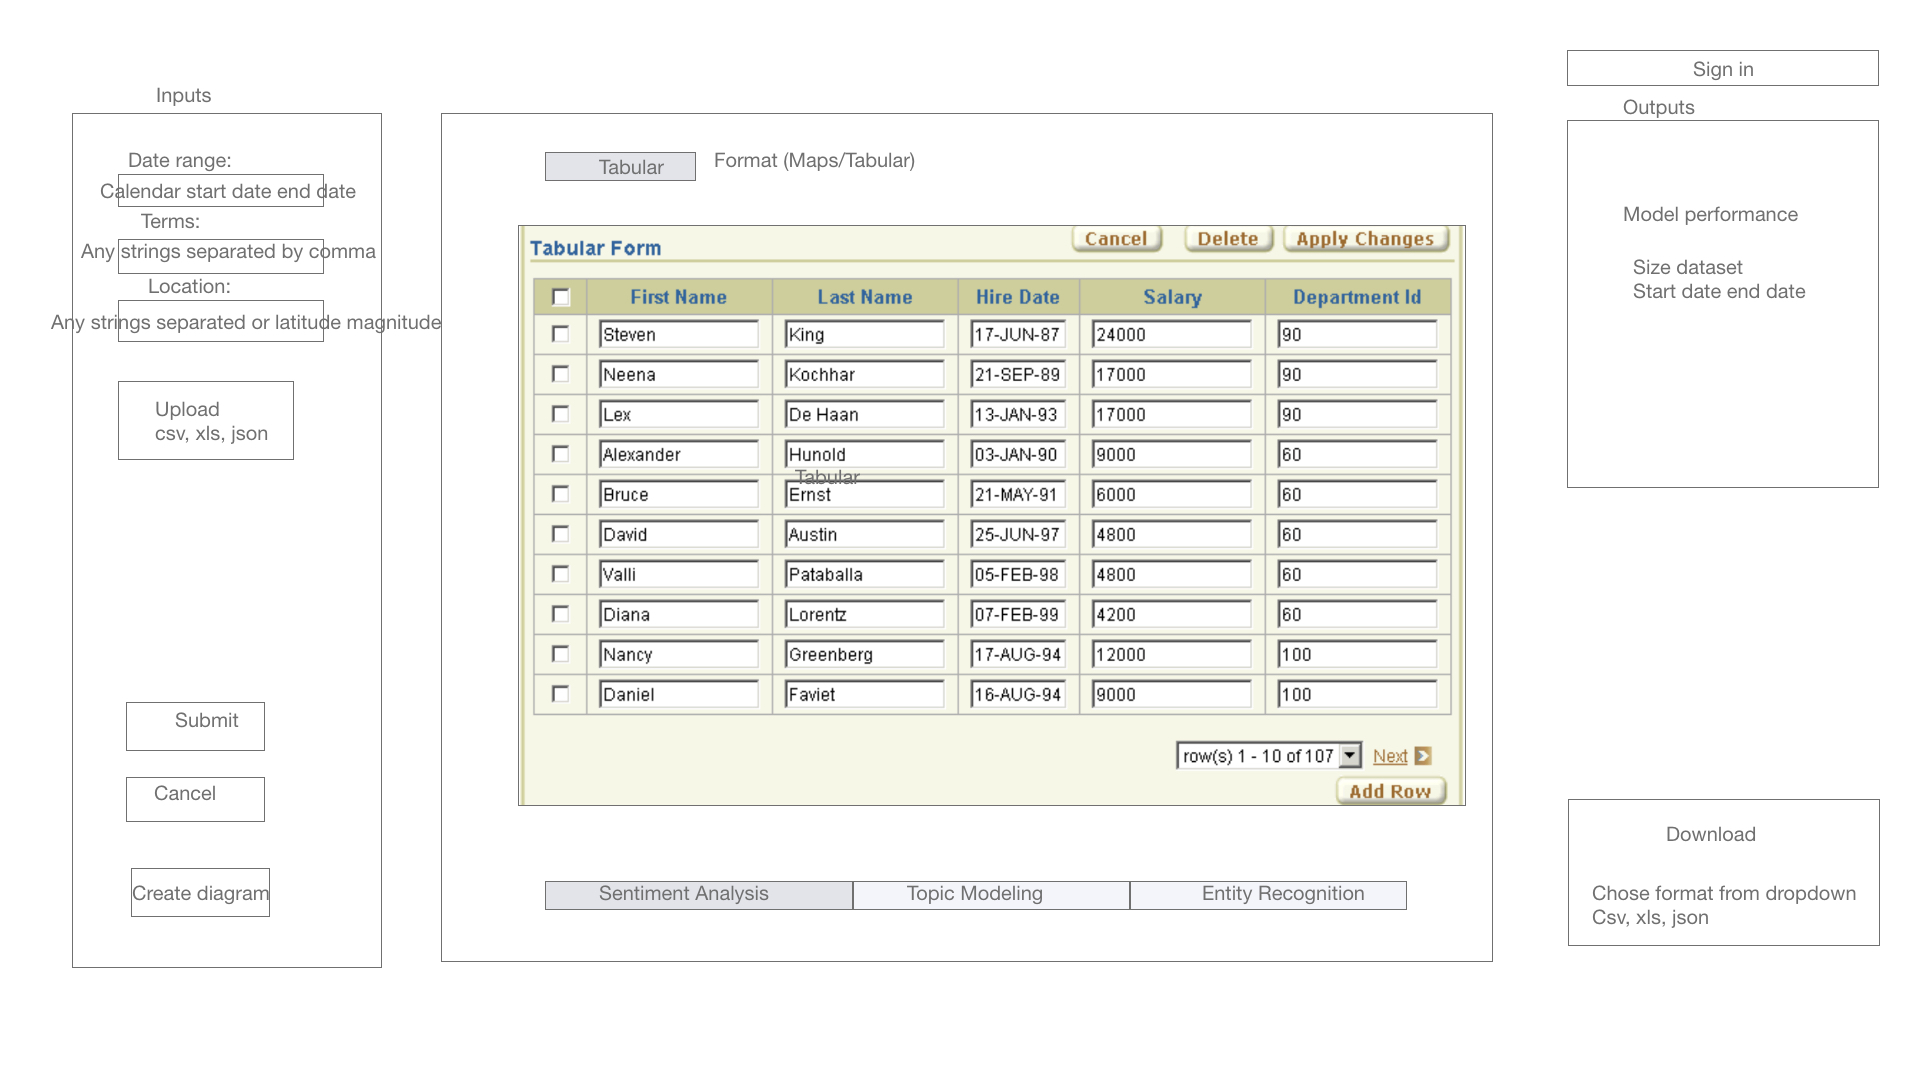 Sign in
Inputs
Outputs
Date range:
Calendar start date end date
Terms:
Any strings separated by comma
Location:
Any strings separated or latitude magnitude
Upload
csv, xls, json
Submit
Cancel
Create diagram
Tabular
Format (Maps/Tabular)
Tabular Form
Cancel Delete Apply Changes
First Name Last Name Hire Date Salary Department Id
Steven King 17-JUN-87 24000 90
Neena Kochhar 21-SEP-89 17000 90
Lex De Haan 13-JAN-93 17000 90
Alexander Hunold 03-JAN-90 9000 60
Tabular
Bruce Ernst 21-MAY-91 6000 60
David Austin 25-JUN-97 4800 60
Valli Pataballa 05-FEB-98 4800 60
Diana Lorentz 07-FEB-99 4200 60
Nancy Greenberg 17-AUG-94 12000 100
Daniel Faviet 16-AUG-94 9000 100
row(s) 1 - 10 of 107 Next
Add Row
Sentiment Analysis Topic Modeling Entity Recognition
Model performance
Size dataset
Start date end date
Download
Chose format from dropdown
Csv, xls, json